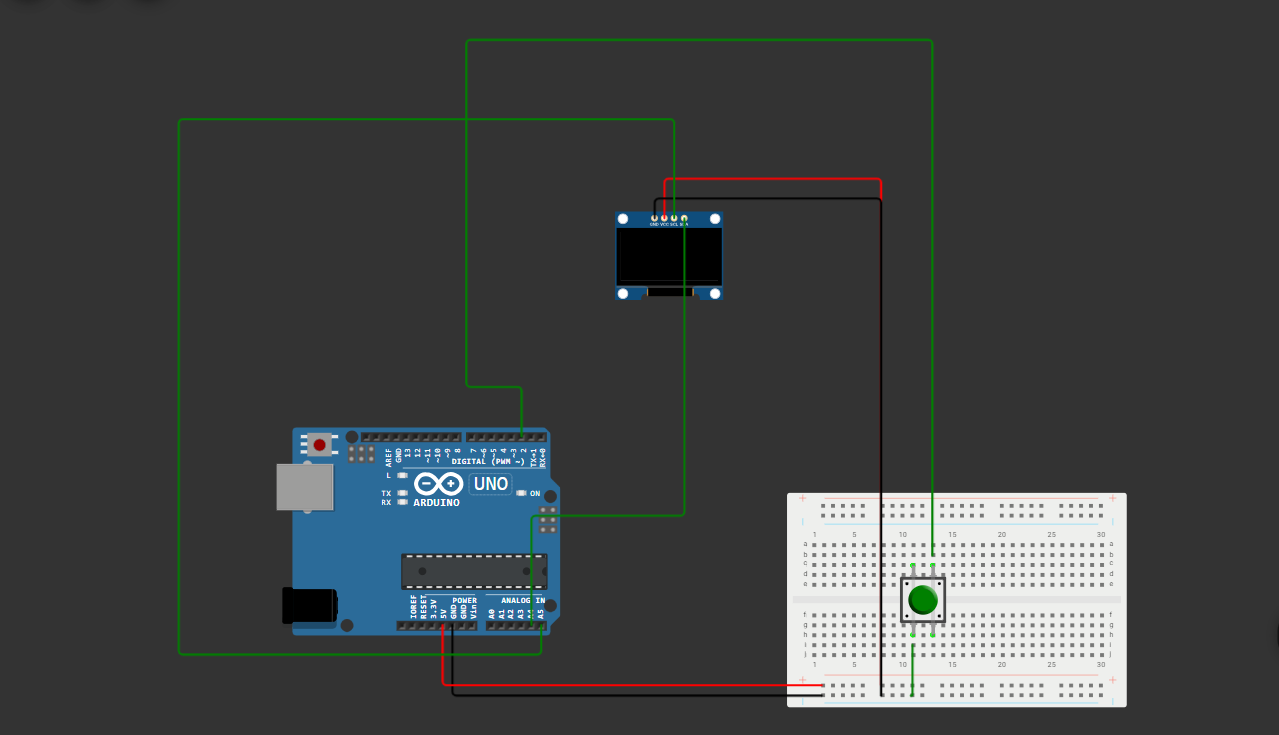 GND VCC SCL SDA
AREF
GND
13
12
~11
~10
~9
8
7
~6
~5
4
~3
2
TX→1
RX←0
DIGITAL (PWM ~)
L
TX
RX
UNO
ON
ARDUINO
IOREF
RESET
3.3V
5V
GND
GND
Vin
POWER
ANALOG IN
A0
A1
A2
A3
A4
A5
+ +
1 5 10 15 20 25 30
a a
b b
c c
d d
e e
f f
g g
h h
i i
j j
1 5 10 15 20 25 30
+ +